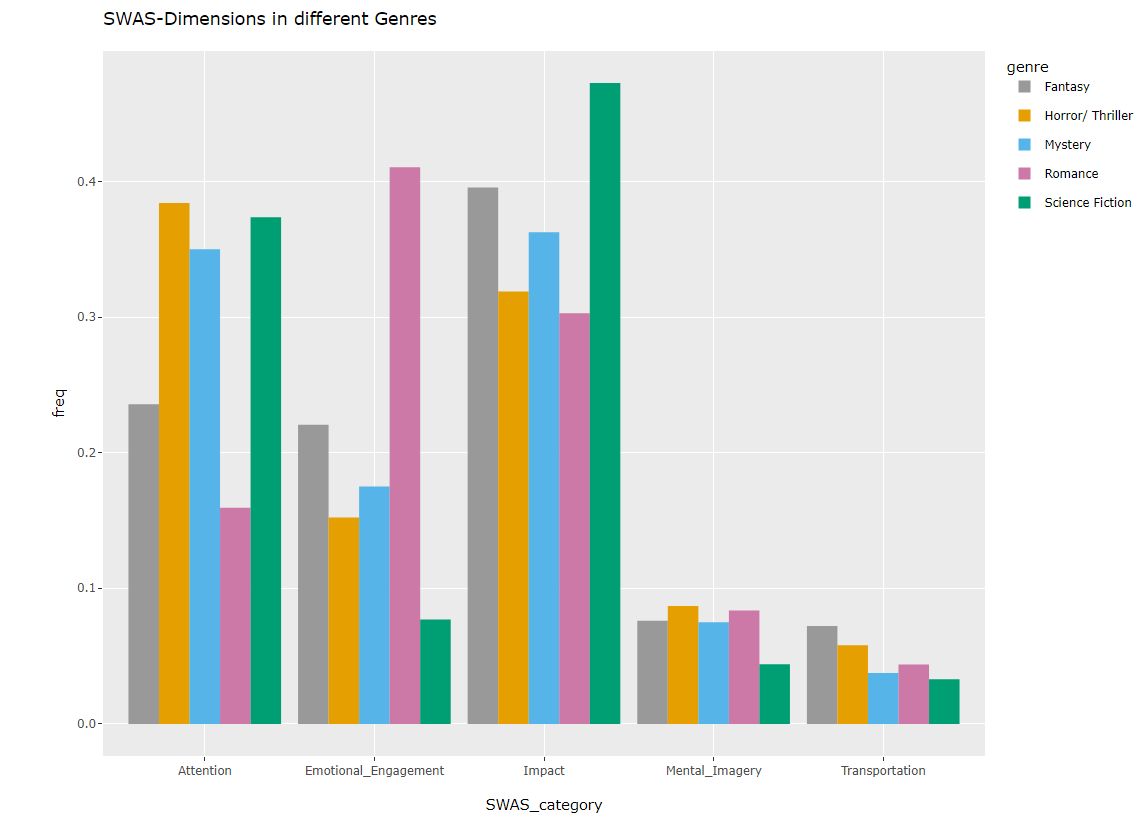 SWAS-Dimensions in different Genres
genre
Fantasy
Horror/ Thriller
Mystery
Romance
Science Fiction
0.4
0.3
0.2
0.1
0.0
freq
Attention
Emotional_Engagement
Impact
Mental_Imagery
Transportation
SWAS_category